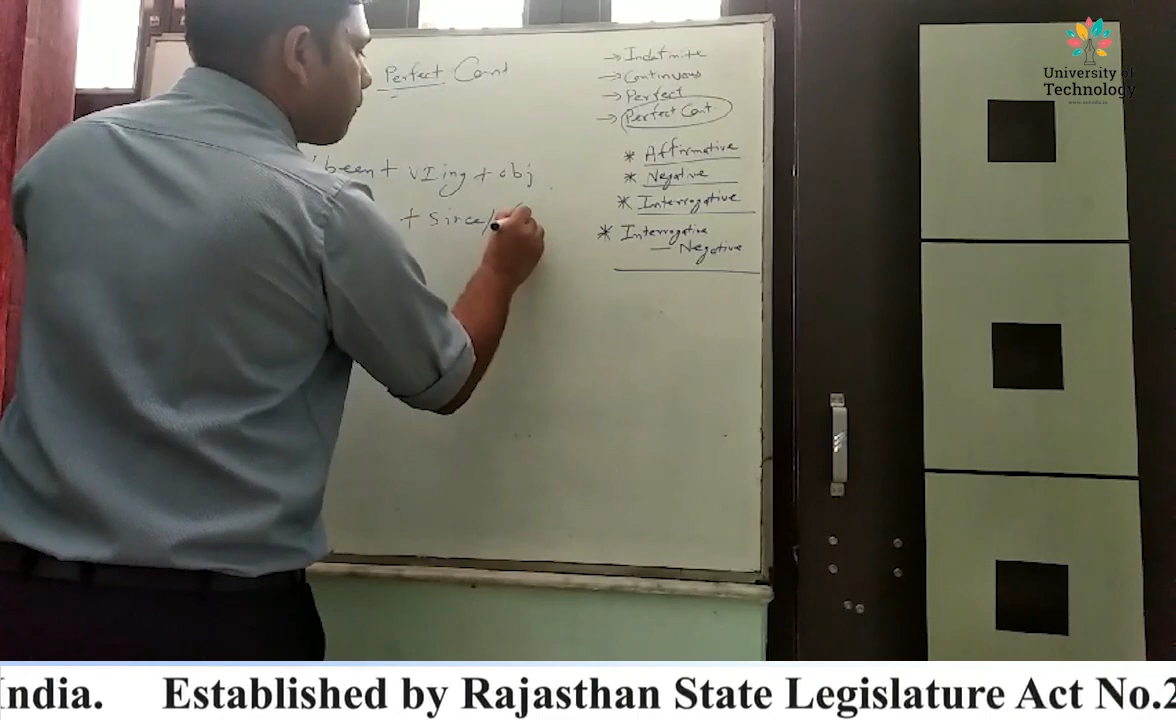 Perfect Cont
been + VIing + obj
+ since/
→ Indefinite
→ Continuous
→ Perfect
→ Perfect Cont.
* Affirmative
* Negative
* Interrogative
* Interrogative
— Negative
University of
Technology
India. Established by Rajasthan State Legislature Act No.2